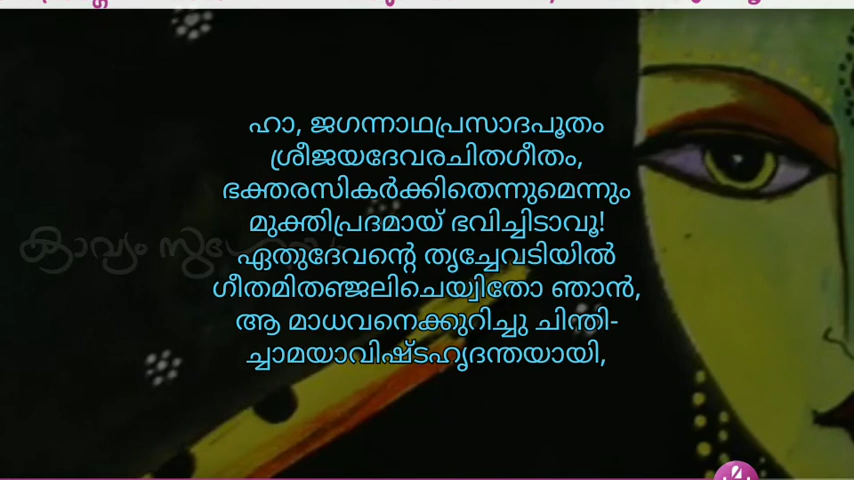 ഹാ, ജഗന്നാഥപ്രസാദപൂതം
ശ്രീജയദേവരചിതഗീതം,
ഭക്തരസികർക്കിതെന്നുമെന്നും
മുക്തിപ്രദമായ് ഭവിച്ചിടാവൂ!
ഏതുദേവന്റെ തൃച്ചേവടിയിൽ
ഗീതമിതഞ്ജലിചെയ്വിതോ ഞാൻ,
ആ മാധവനെക്കുറിച്ചു ചിന്തി-
ച്ചാമയാവിഷ്ടഹൃദന്തയായി,
കാവ്യം